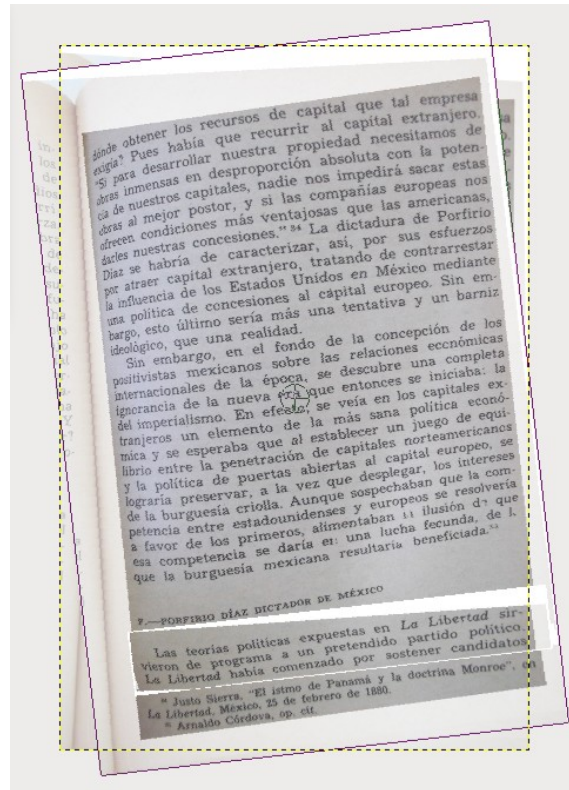 dónde obtener los recursos de capital que tal empresa
exigía? Pues había que recurrir al capital extranjero.
"Si para desarrollar nuestra propiedad necesitamos de
obras inmensas en desproporción absoluta con la poten-
cia de nuestros capitales, nadie nos impedirá sacar estas
obras al mejor postor, y si las compañías europeas nos
ofrecen condiciones más ventajosas que las americanas,
darles nuestras concesiones." 34 La dictadura de Porfirio
Díaz se habría de caracterizar, así, por sus esfuerzos
por atraer capital extranjero, tratando de contrarrestar
la influencia de los Estados Unidos en México mediante
una política de concesiones al capital europeo. Sin em-
bargo, esto último sería más una tentativa y un barniz
ideológico, que una realidad.
Sin embargo, en el fondo de la concepción de los
positivistas mexicanos sobre las relaciones económicas
internacionales de la época, se descubre una completa
ignorancia de la nueva era que entonces se iniciaba: la
del imperialismo. En efecto, se veía en los capitales ex-
tranjeros un elemento de la más sana política econó-
mica y se esperaba que al establecer un juego de equi-
librio entre la penetración de capitales norteamericanos
y la política de puertas abiertas al capital europeo, se
lograría preservar, a la vez que desplegar, los intereses
de la burguesía criolla. Aunque sospechaban que la com-
petencia entre estadounidenses y europeos se resolvería
a favor de los primeros, alimentaban la ilusión de que
esa competencia se daría en una lucha fecunda, de la
que la burguesía mexicana resultaría beneficiada.
F.—PORFIRIO DÍAZ DICTADOR DE MÉXICO
Las teorías políticas expuestas en La Libertad sir-
vieron de programa a un pretendido partido político.
La Libertad había comenzado por sostener candidatos
Justo Sierra, "El istmo de Panamá y la doctrina Monroe", en
La Libertad, México, 25 de febrero de 1880.
Arnaldo Córdova, op. cit.